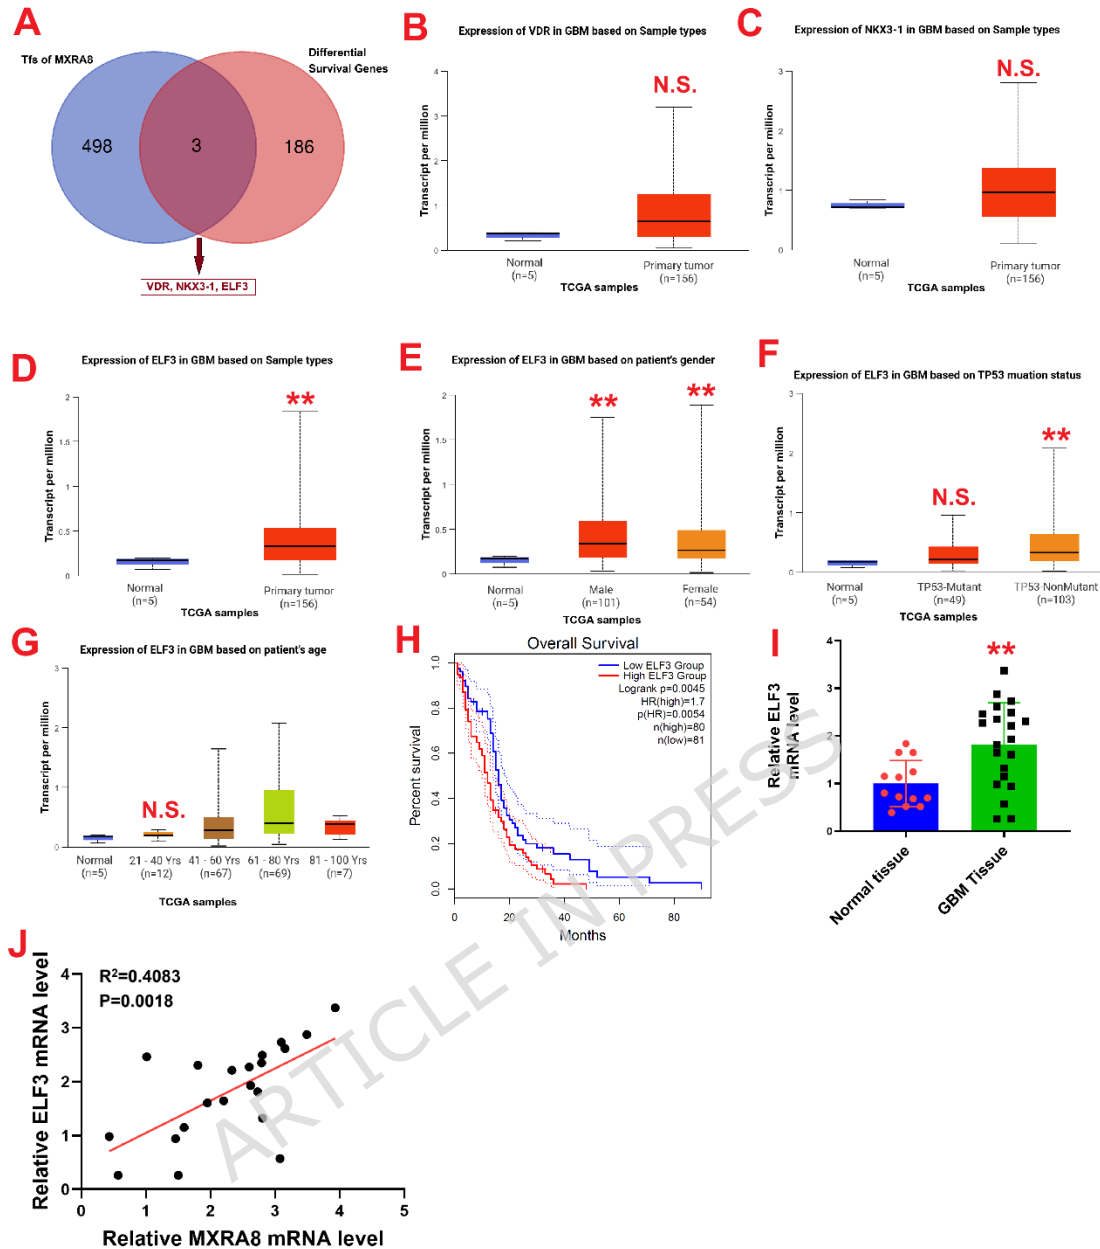 A
Tfs of MXRA8
Differential
Survival Genes
498
3
186
VDR, NKX3-1, ELF3
B
Expression of VDR in GBM based on Sample types
Transcript per million
4
3
2
1
0
N.S.
Normal
(n=5)
Primary tumor
(n=156)
TCGA samples
C
Expression of NKX3-1 in GBM based on Sample types
Transcript per million
3
2
1
0
N.S.
Normal
(n=5)
Primary tumor
(n=156)
TCGA samples
D
Expression of ELF3 in GBM based on Sample types
Transcript per million
2
1.5
1
0.5
0
**
Normal
(n=5)
Primary tumor
(n=156)
TCGA samples
E
Expression of ELF3 in GBM based on patient's gender
Transcript per million
2
1.5
1
0.5
0
**
**
Normal
(n=5)
Male
(n=101)
Female
(n=54)
TCGA samples
F
Expression of ELF3 in GBM based on TP53 muation status
Transcript per million
3
2
1
0
N.S.
**
Normal
(n=5)
TP53-Mutant
(n=49)
TP53-NonMutant
(n=103)
TCGA samples
G
Expression of ELF3 in GBM based on patient's age
Transcript per million
3
2
1
0
N.S.
Normal
(n=5)
21 - 40 Yrs
(n=12)
41 - 60 Yrs
(n=67)
61 - 80 Yrs
(n=69)
81 - 100 Yrs
(n=7)
TCGA samples
H
Overall Survival
Low ELF3 Group
High ELF3 Group
Logrank p=0.0045
HR(high)=1.7
p(HR)=0.0054
n(high)=80
n(low)=81
Percent survival
1.0
0.8
0.6
0.4
0.2
0.0
0
20
40
60
80
Months
I
Relative ELF3
mRNA level
4
3
2
1
0
**
Normal tissue
GBM Tissue
J
R²=0.4083
P=0.0018
Relative ELF3 mRNA level
4
3
2
1
0
0
1
2
3
4
5
Relative MXRA8 mRNA level
ARTICLE IN PRESS